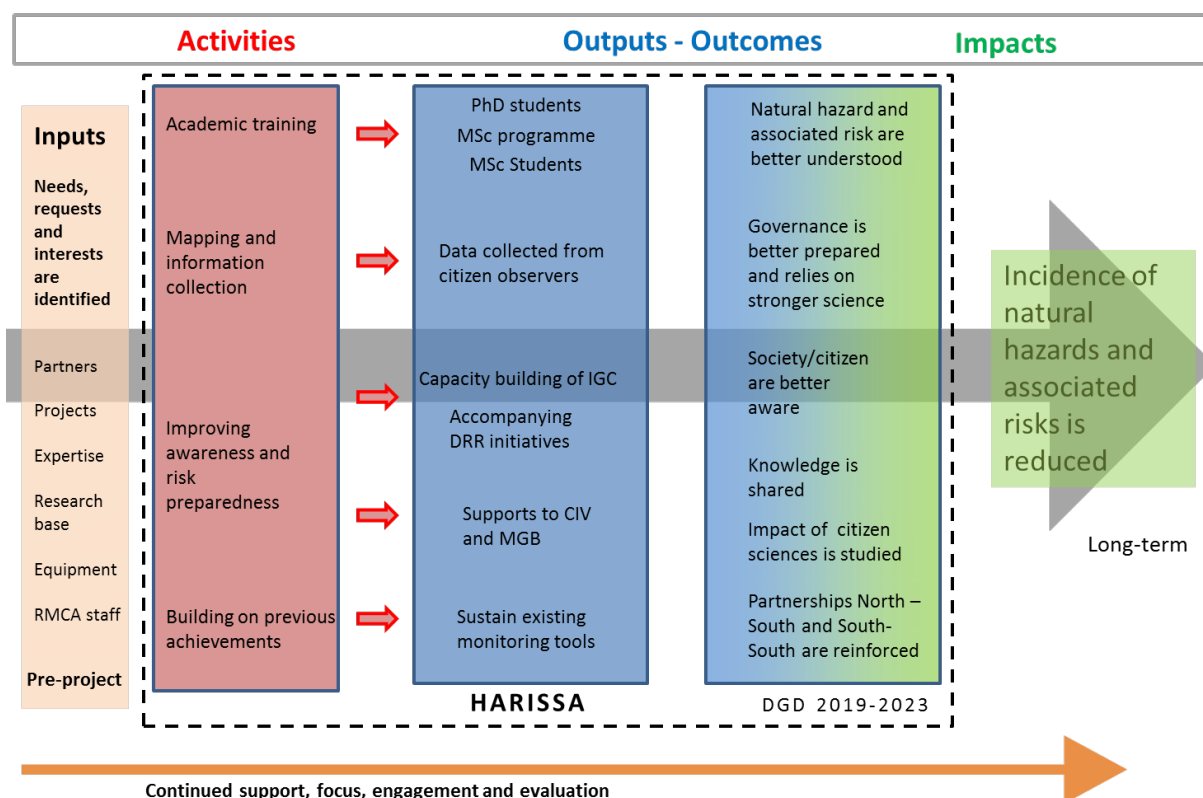 Activities
Outputs - Outcomes
Impacts
Inputs
Needs,
requests
and
interests
are
identified
Partners
Projects
Expertise
Research
base
Equipment
RMCA staff
Pre-project
Academic training
Mapping and
information
collection
Improving
awareness and
risk
preparedness
Building on previous
achievements
PhD students
MSc programme
MSc Students
Data collected from
citizen observers
Capacity building of IGC
Accompanying
DRR initiatives
Supports to CIV
and MGB
Sustain existing
monitoring tools
Natural hazard and
associated risk are
better understood
Governance is
better prepared
and relies on
stronger science
Society/citizen
are better
aware
Knowledge is
shared
Impact of citizen
sciences is studied
Partnerships North –
South and South-
South are reinforced
Incidence of
natural
hazards and
associated
risks is
reduced
Long-term
HARISSA
DGD 2019-2023
Continued support, focus, engagement and evaluation